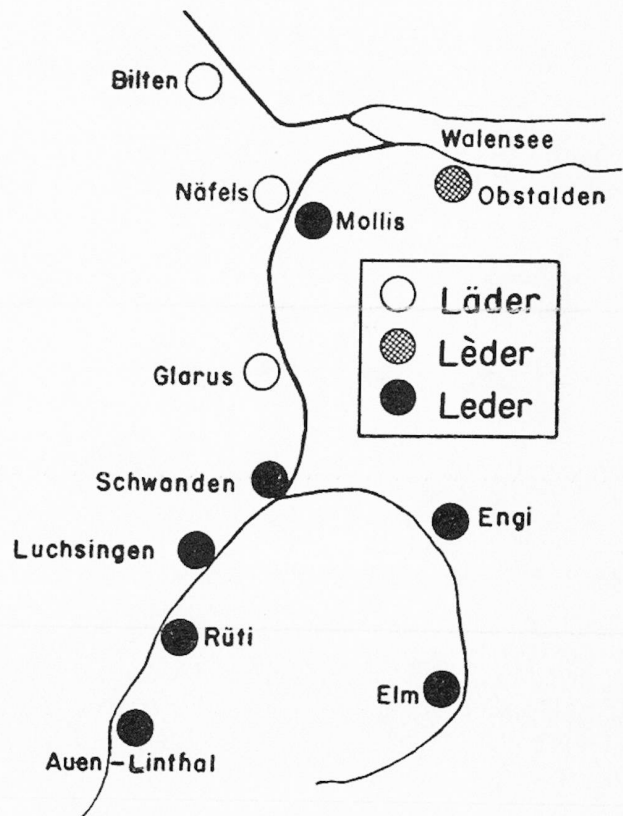 Bilten
Walensee
Näfels
Obstalden
Mollis
Läder
Lèder
Glarus
Leder
Schwanden
Engi
Luchsingen
Rüti
Elm
Auen-Linthal